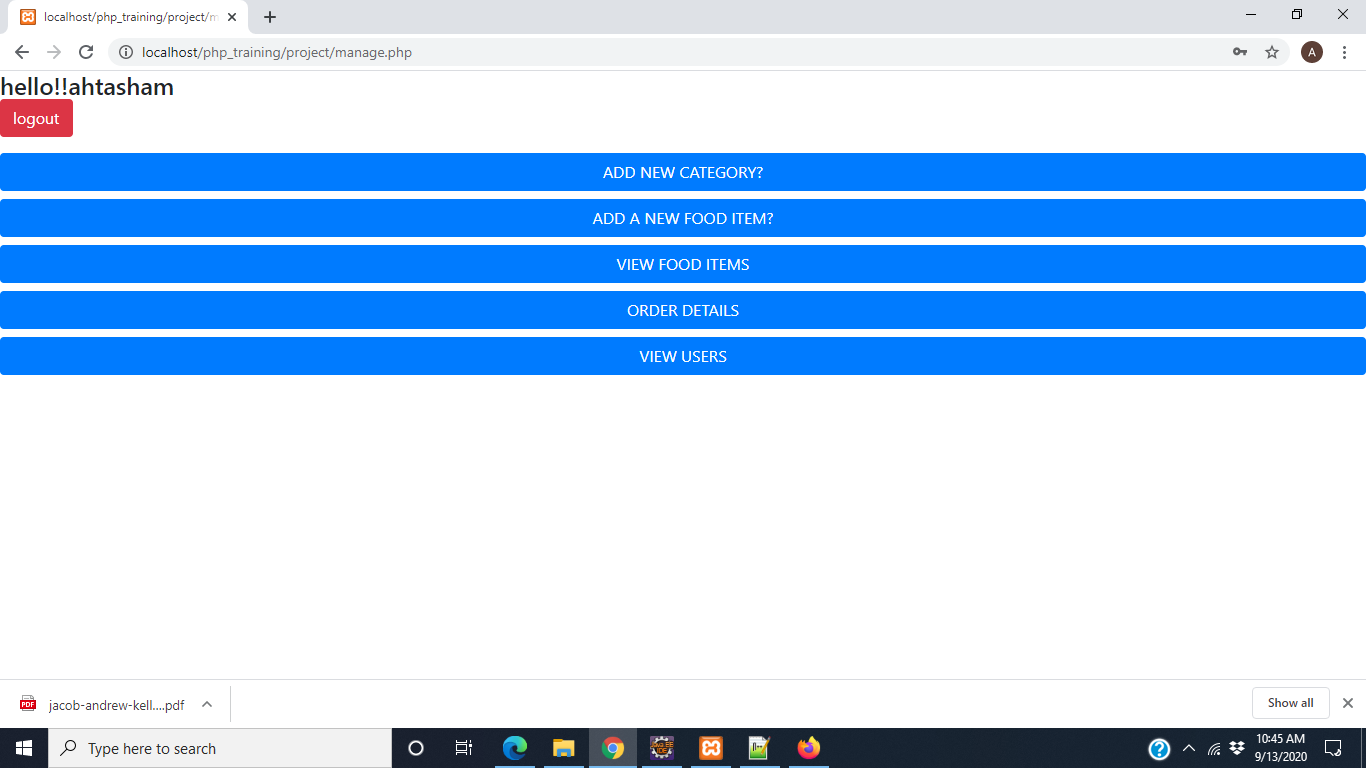 localhost/php_training/project/m
localhost/php_training/project/manage.php
A
hello!!ahtasham
logout
ADD NEW CATEGORY?
ADD A NEW FOOD ITEM?
VIEW FOOD ITEMS
ORDER DETAILS
VIEW USERS
PDF
jacob-andrew-kell....pdf
Show all
Type here to search
10:45 AM
9/13/2020